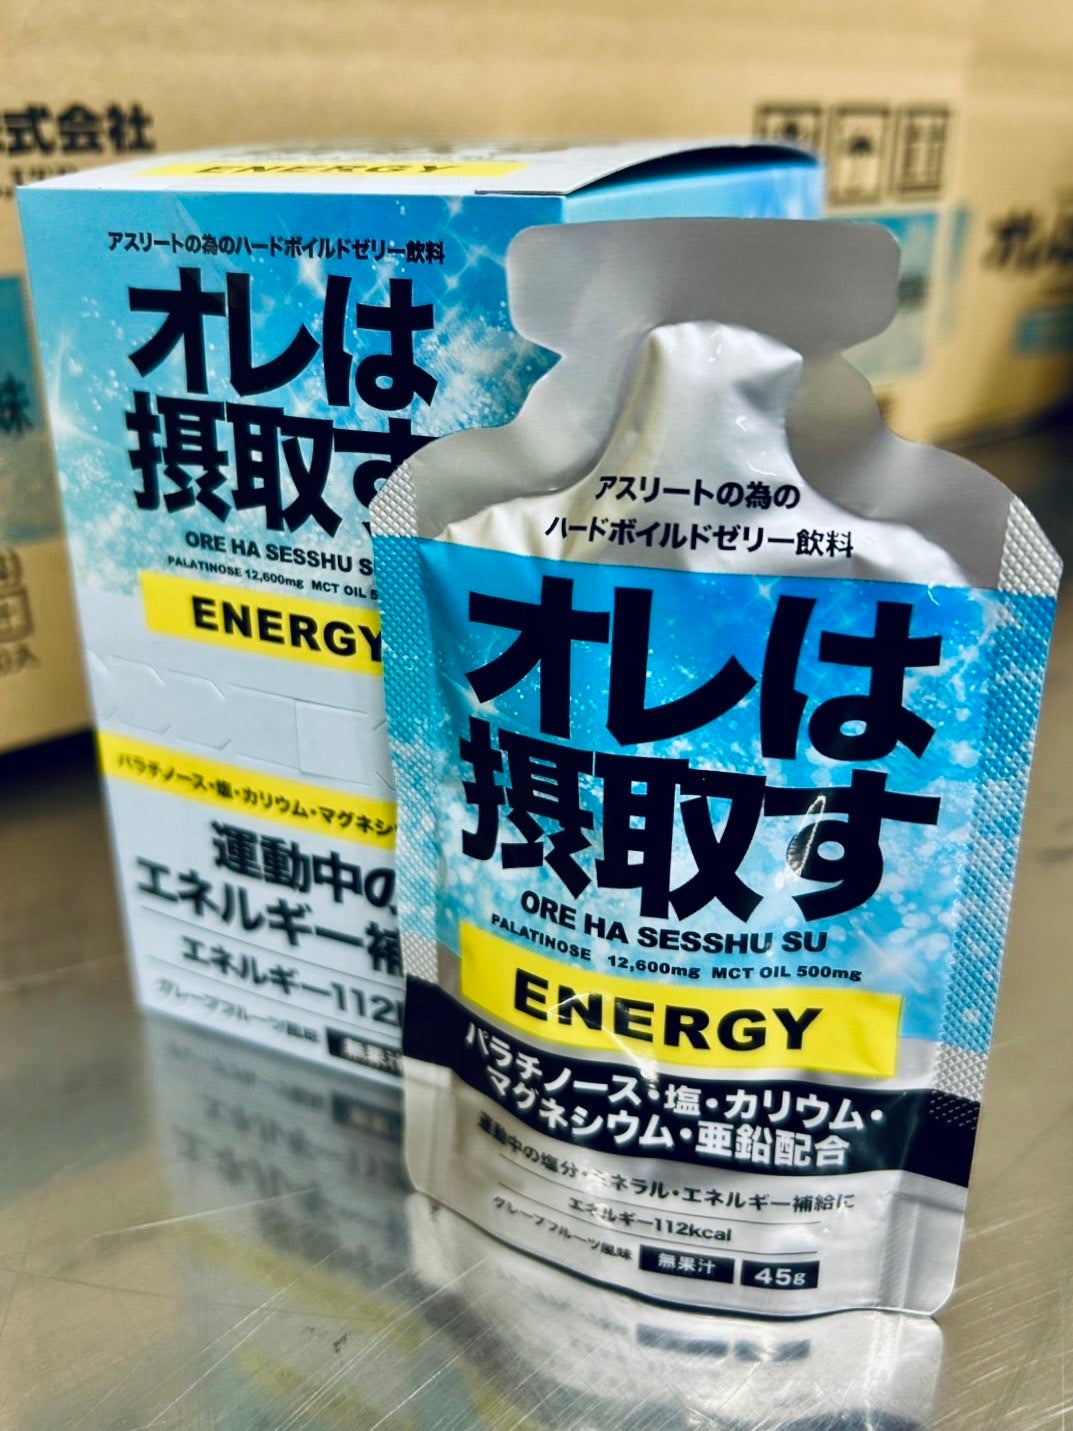 式会社
ENERGY
アスリートの為のハードボイルドゼリー飲料
オレは
摂取す
ORE HA SESSHU S
PALATINOSE 12,600mg MCT OIL 5
ENERGY
パラチノース・塩・カリウム・マグネシ
運動中の
エネルギー補
エネルギー112
グレープフルーツ風味 無果汁
アスリートの為の
ハードボイルドゼリー飲料
オレは
摂取す
ORE HA SESSHU SU
PALATINOSE 12,600mg MCT OIL 500mg
ENERGY
パラチノース・塩・カリウム・
マグネシウム・亜鉛配合
運動中の塩分・ミネラル・エネルギー補給に
エネルギー112kcal
グレープフルーツ風味 無果汁 45g
味
オレは